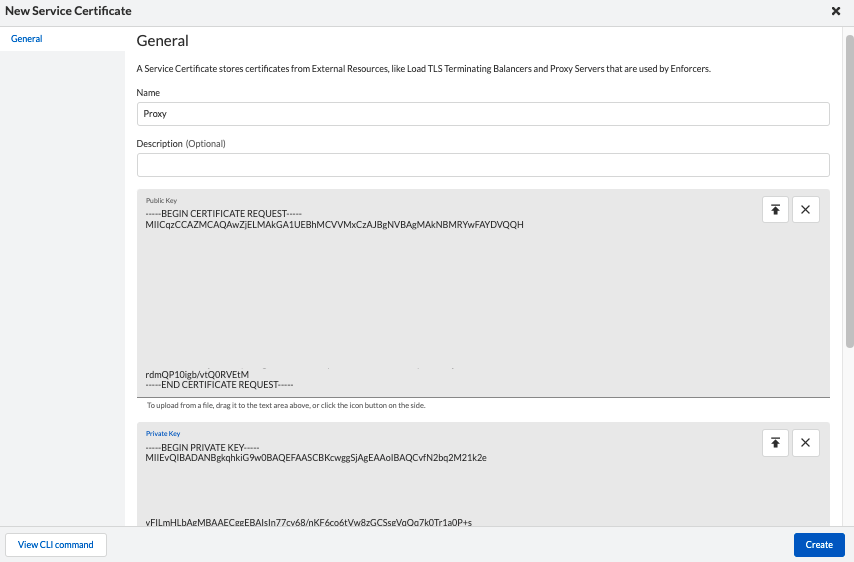 New Service Certificate
General
General
A Service Certificate stores certificates from External Resources, like Load TLS Terminating Balancers and Proxy Servers that are used by Enforcers.
Name
Proxy
Description (Optional)
Public Key
-----BEGIN CERTIFICATE REQUEST-----
MIICqzCCAZMCAQAwZjELMAkGA1UEBhMCVVMxCzAJBgNVBAgMAkNBMRYwFAYDVQQH
rdmQP10igb/vtQ0RVEtM
-----END CERTIFICATE REQUEST-----
To upload from a file, drag it to the text area above, or click the icon button on the side.
Private Key
-----BEGIN PRIVATE KEY-----
MIIEvQIBADANBgkqhkiG9w0BAQEFAASCBKcwggSjAgEAAoIBAQCvfN2bq2M21k2e
View CLI command
Create